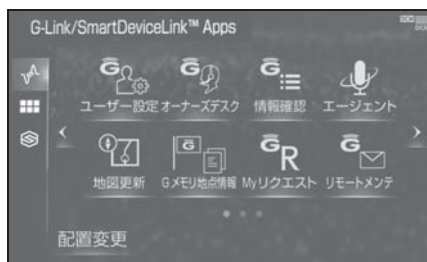 G-Link/SmartDeviceLink™ Apps
G G G
ユーザー設定 オーナーズデスク 情報確認 エージェント
G GR G
地図更新 Gメモリ地点情報 Myリクエスト リモートメンテ
配置変更